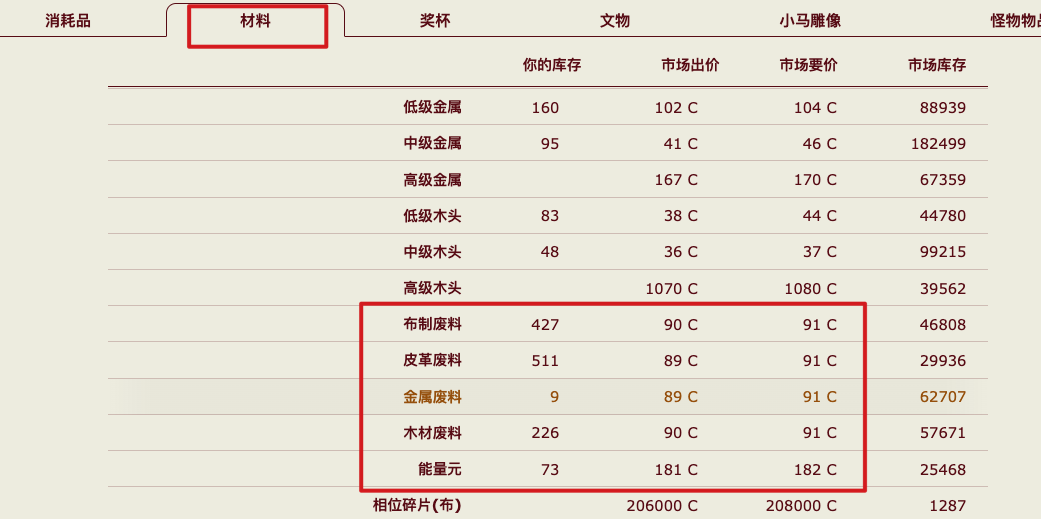 消耗品 材料 奖杯 文物 小马雕像 怪物物品
你的库存 市场出价 市场要价 市场库存
低级金属 160 102 C 104 C 88939
中级金属 95 41 C 46 C 182499
高级金属 167 C 170 C 67359
低级木头 83 38 C 44 C 44780
中级木头 48 36 C 37 C 99215
高级木头 1070 C 1080 C 39562
布制废料 427 90 C 91 C 46808
皮革废料 511 89 C 91 C 29936
金属废料 9 89 C 91 C 62707
木材废料 226 90 C 91 C 57671
能量元 73 181 C 182 C 25468
相位碎片(布) 206000 C 208000 C 1287